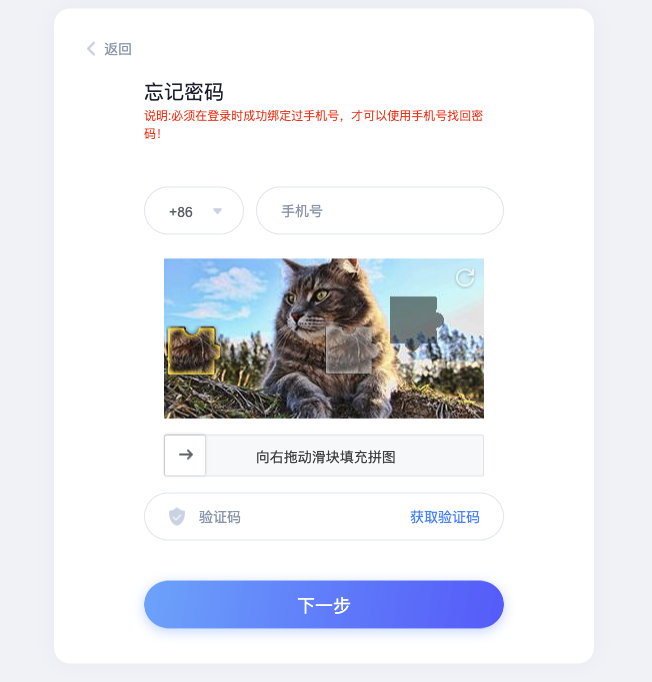 返回
忘记密码
说明:必须在登录时成功绑定过手机号，才可以使用手机号找回密
码！
+86
手机号
向右拖动滑块填充拼图
验证码
获取验证码
下一步